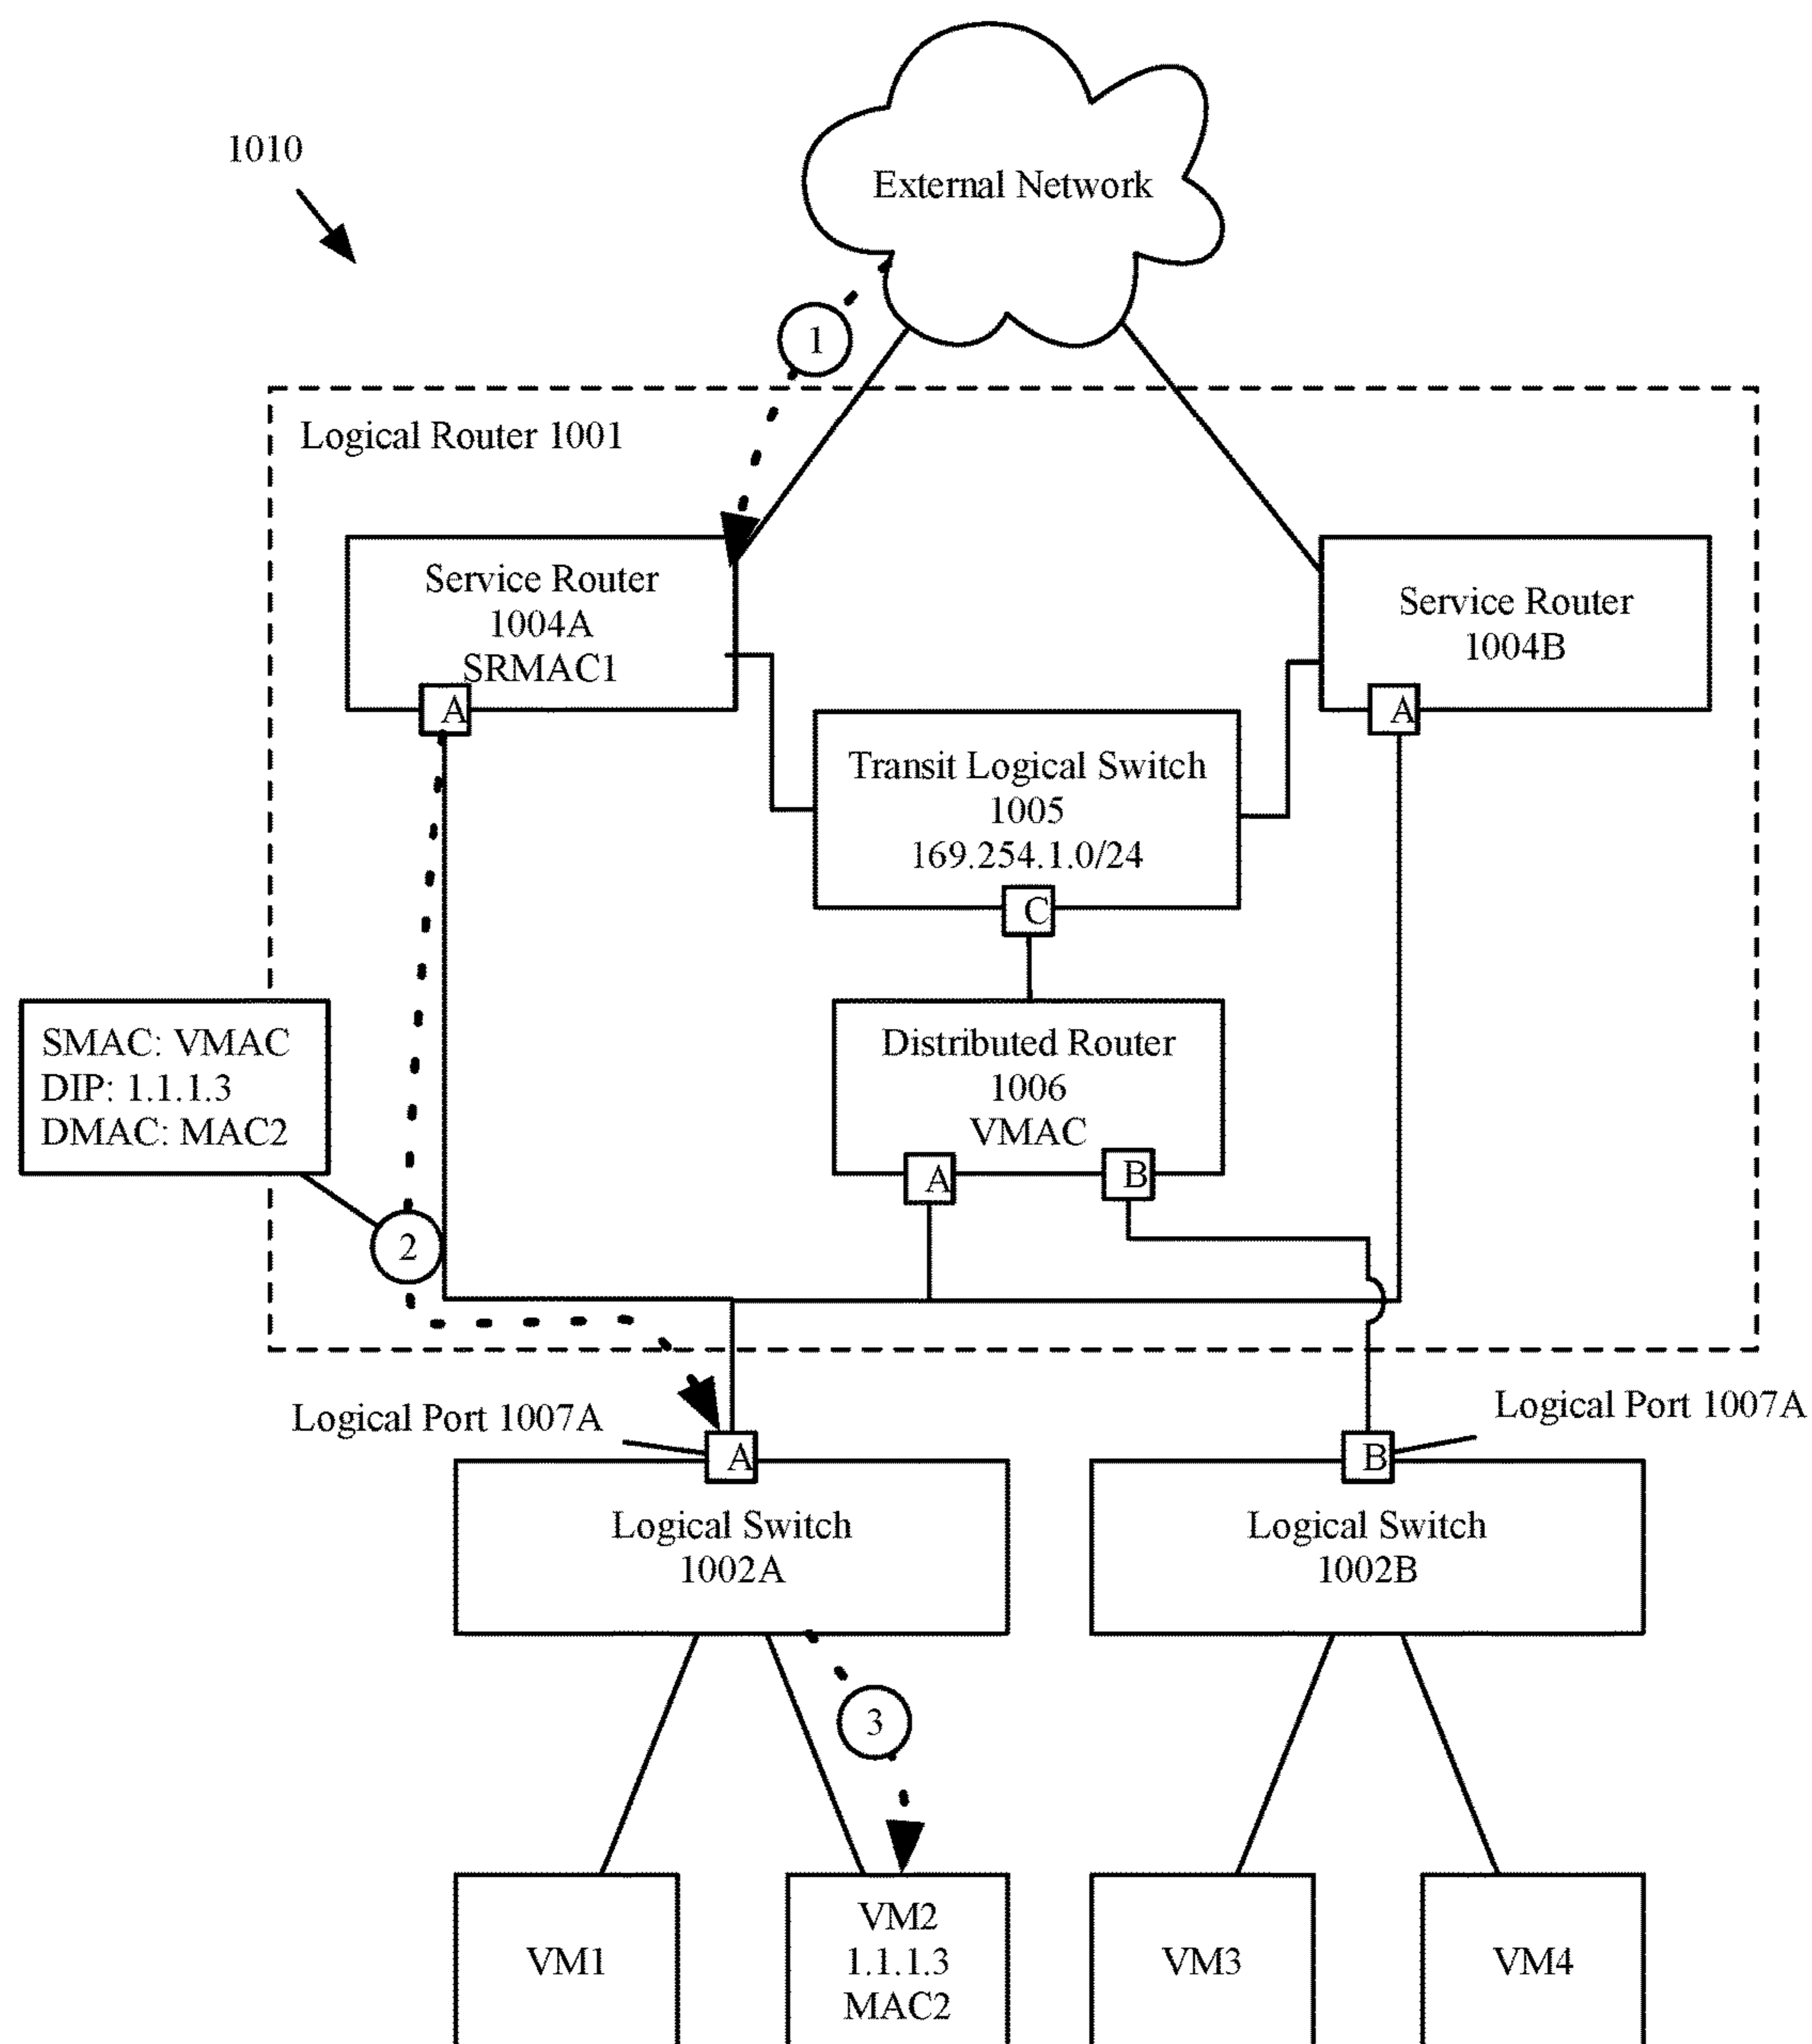 1010
External Network
1
Logical Router 1001
Service Router
1004A
SRMAC1
A
Service Router
1004B
A
Transit Logical Switch
1005
169.254.1.0/24
C
SMAC: VMAC
DIP: 1.1.1.3
DMAC: MAC2
Distributed Router
1006
VMAC
A
B
2
Logical Port 1007A
A
Logical Port 1007A
B
Logical Switch
1002A
Logical Switch
1002B
3
VM1
VM2
1.1.1.3
MAC2
VM3
VM4